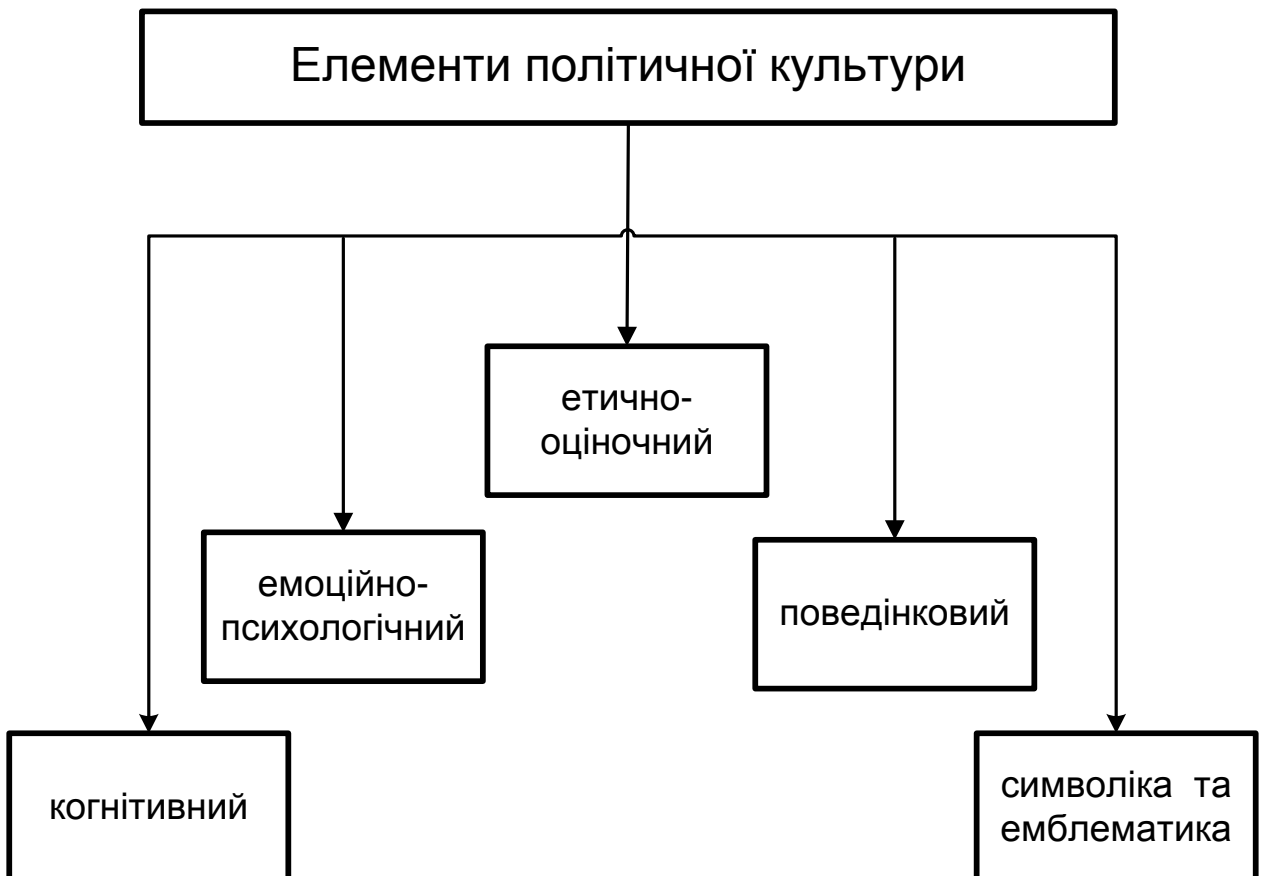 Елементи політичної культури
етично-
оціночний
емоційно-
психологічний
поведінковий
когнітивний
символіка та
емблематика